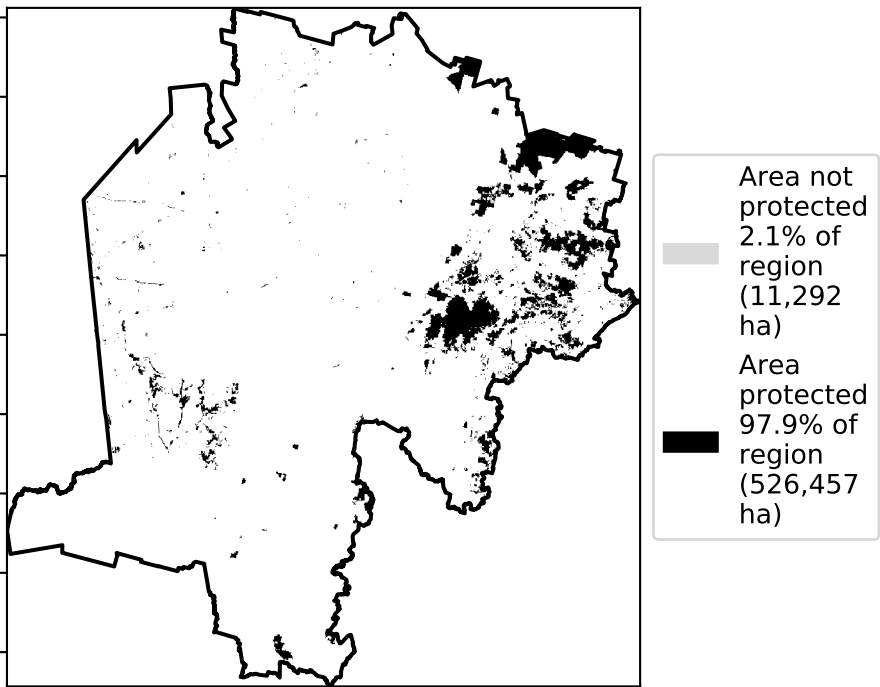 Area not
protected
2.1% of
region
(11,292
ha)
Area
protected
97.9% of
region
(526,457
ha)